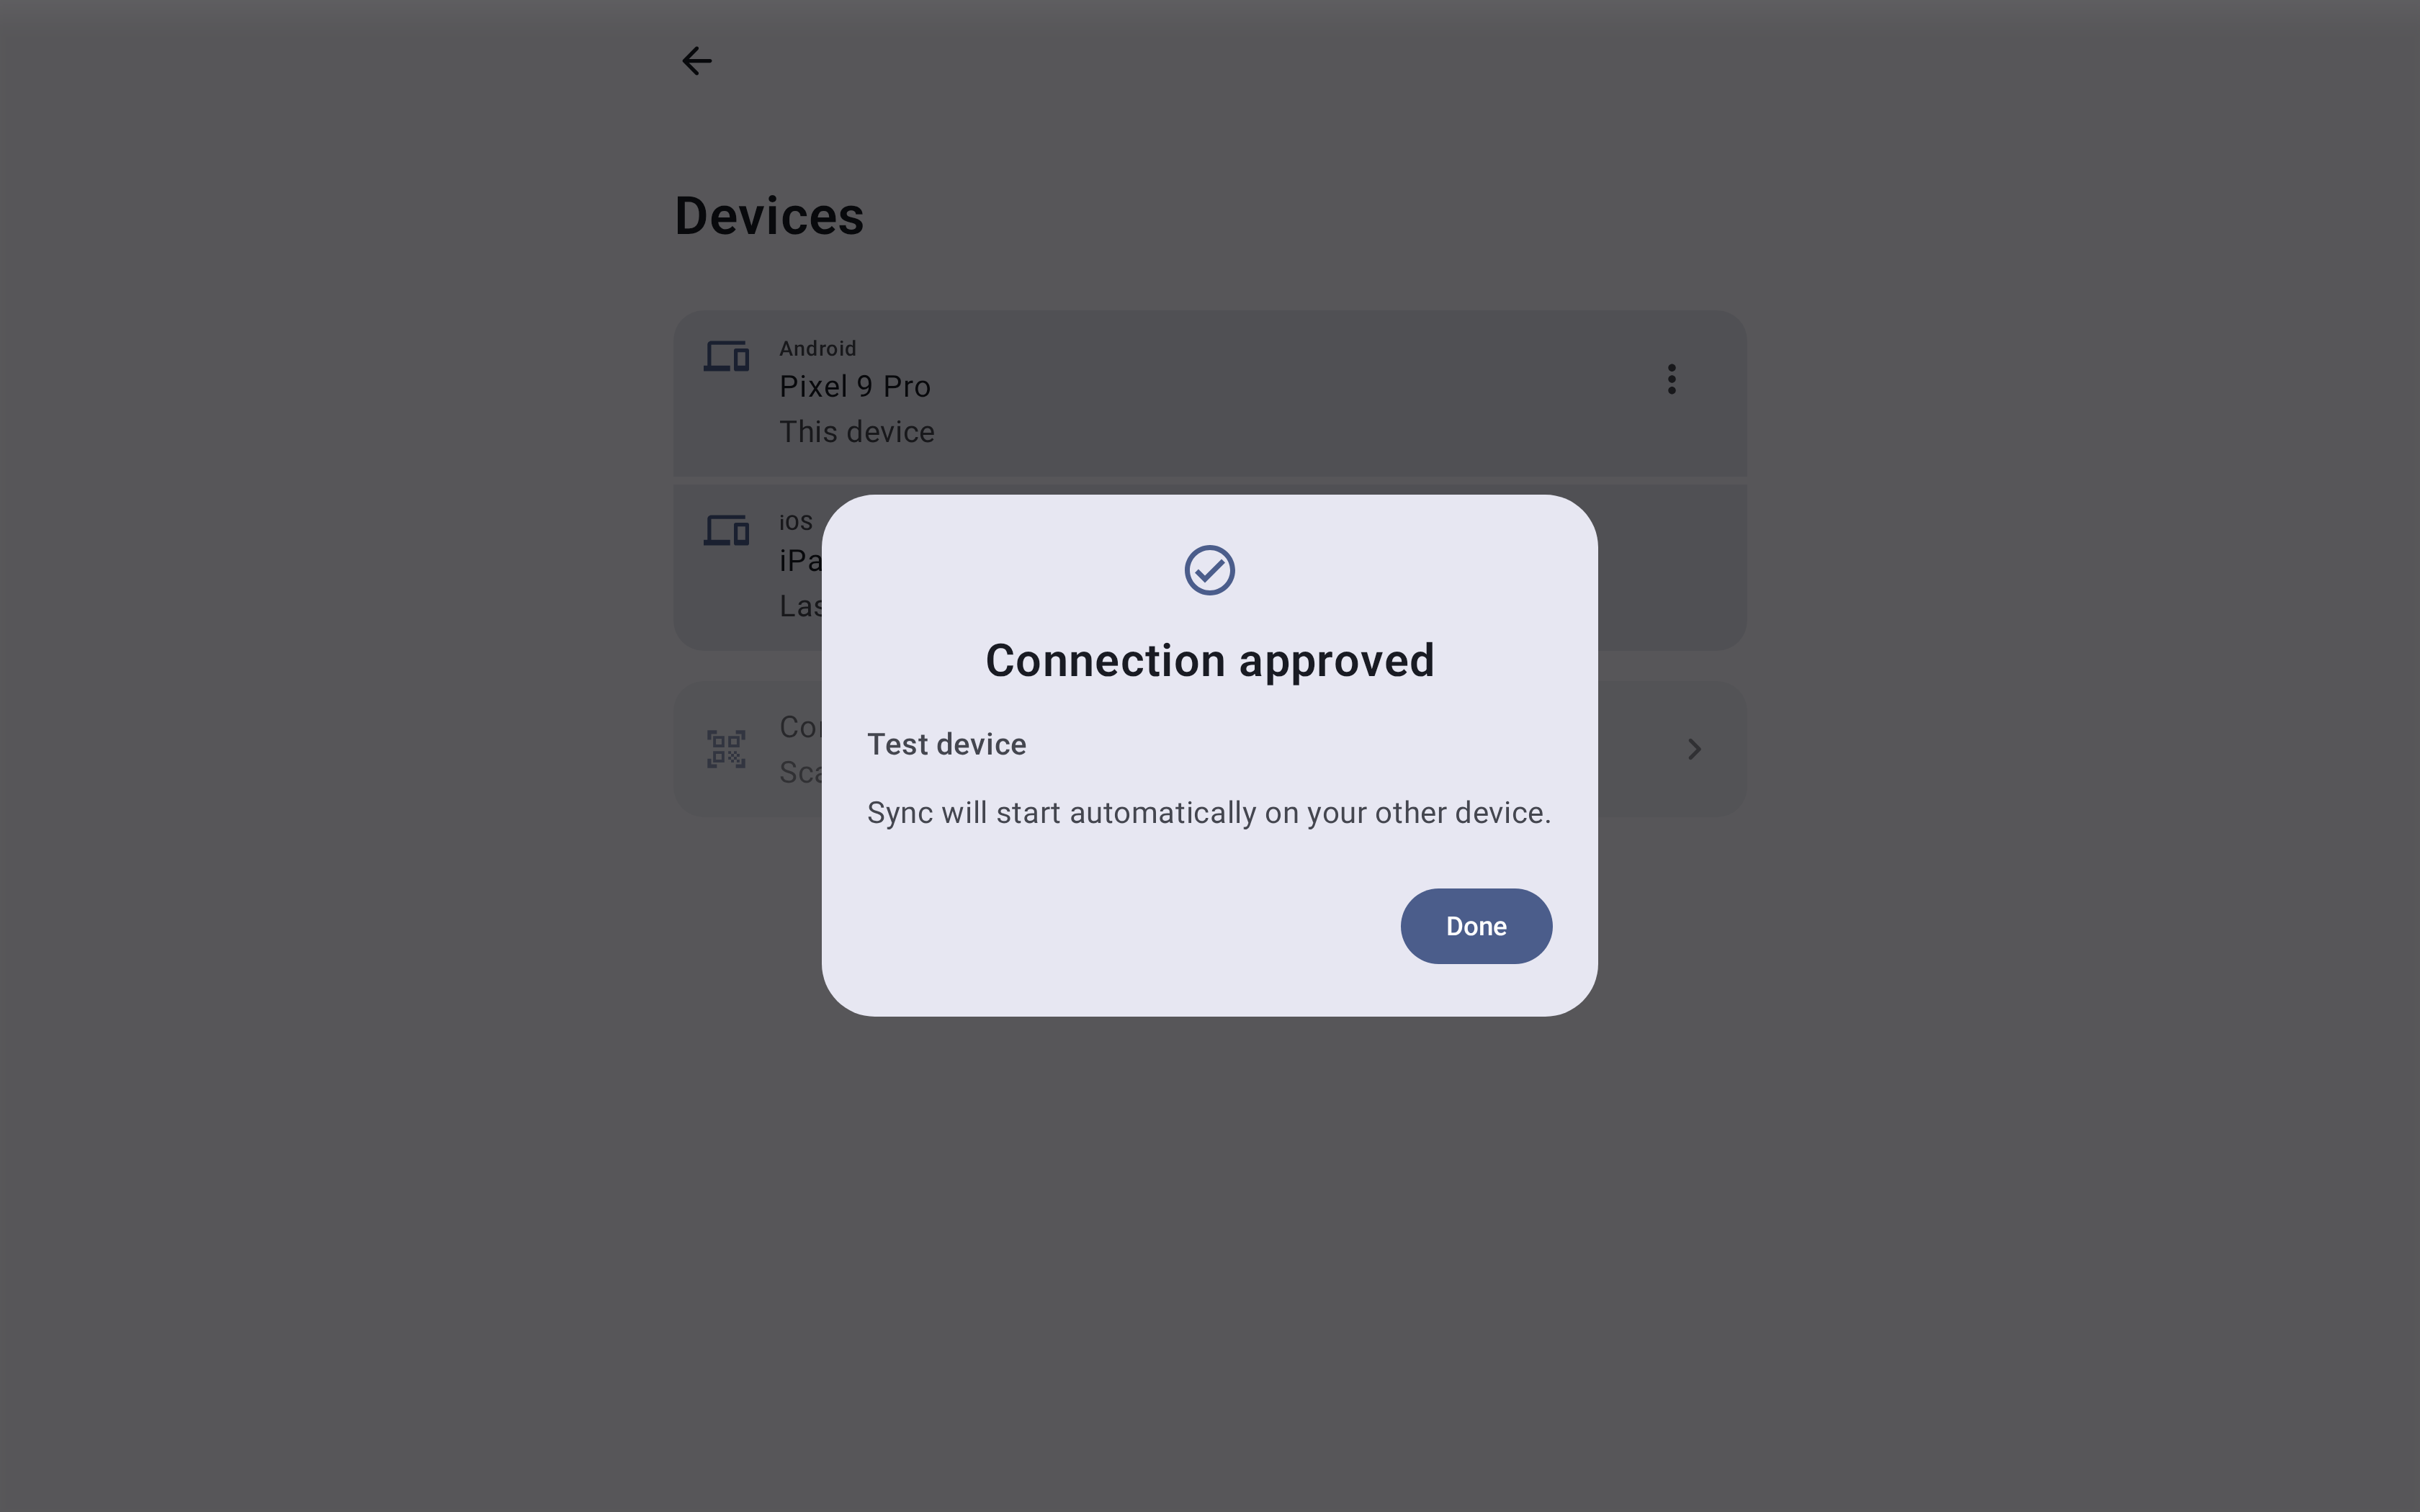 Devices
Android
Pixel 9 Pro
This device
iOS
Connection approved
Test device
Sync will start automatically on your other device.
Done